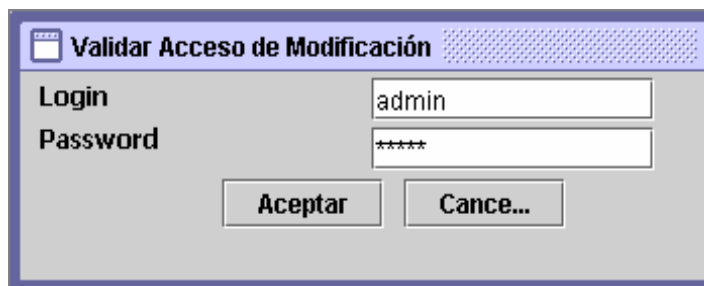 Validar Acceso de Modificación
Login admin
Password *****
Aceptar Cance...